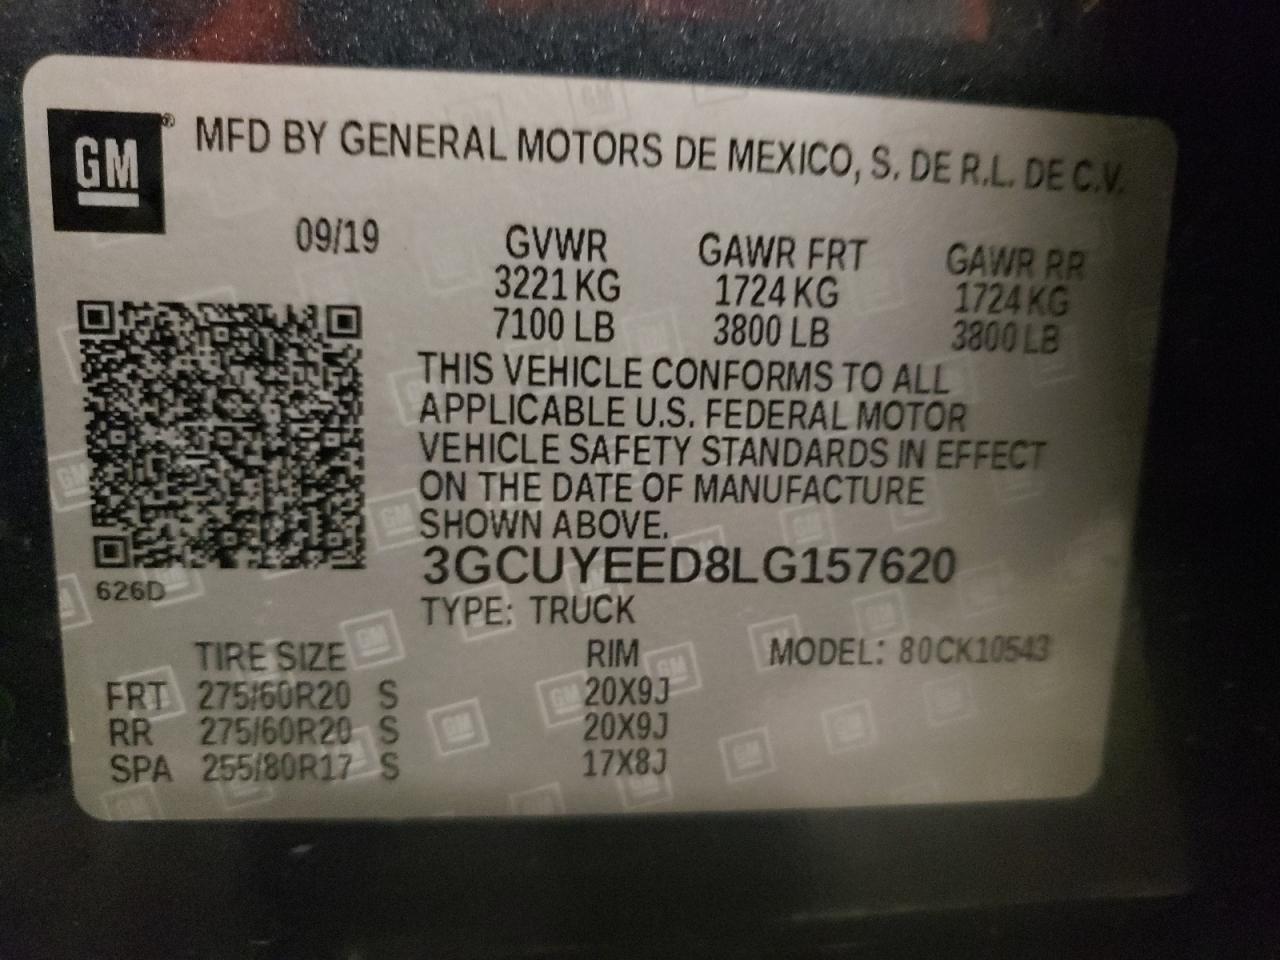 GM® MFD BY GENERAL MOTORS DE MEXICO, S. DE R.L. DE C.V.
09/19 GVWR GAWR FRT GAWR RR
3221 KG 1724 KG 1724 KG
7100 LB 3800 LB 3800 LB
THIS VEHICLE CONFORMS TO ALL
APPLICABLE U.S. FEDERAL MOTOR
VEHICLE SAFETY STANDARDS IN EFFECT
ON THE DATE OF MANUFACTURE
SHOWN ABOVE.
3GCUYEED8LG157620
626D
TYPE: TRUCK
TIRE SIZE RIM MODEL: 80CK10543
FRT 275/60R20 S 20X9J
RR 275/60R20 S 20X9J
SPA 255/80R17 S 17X8J